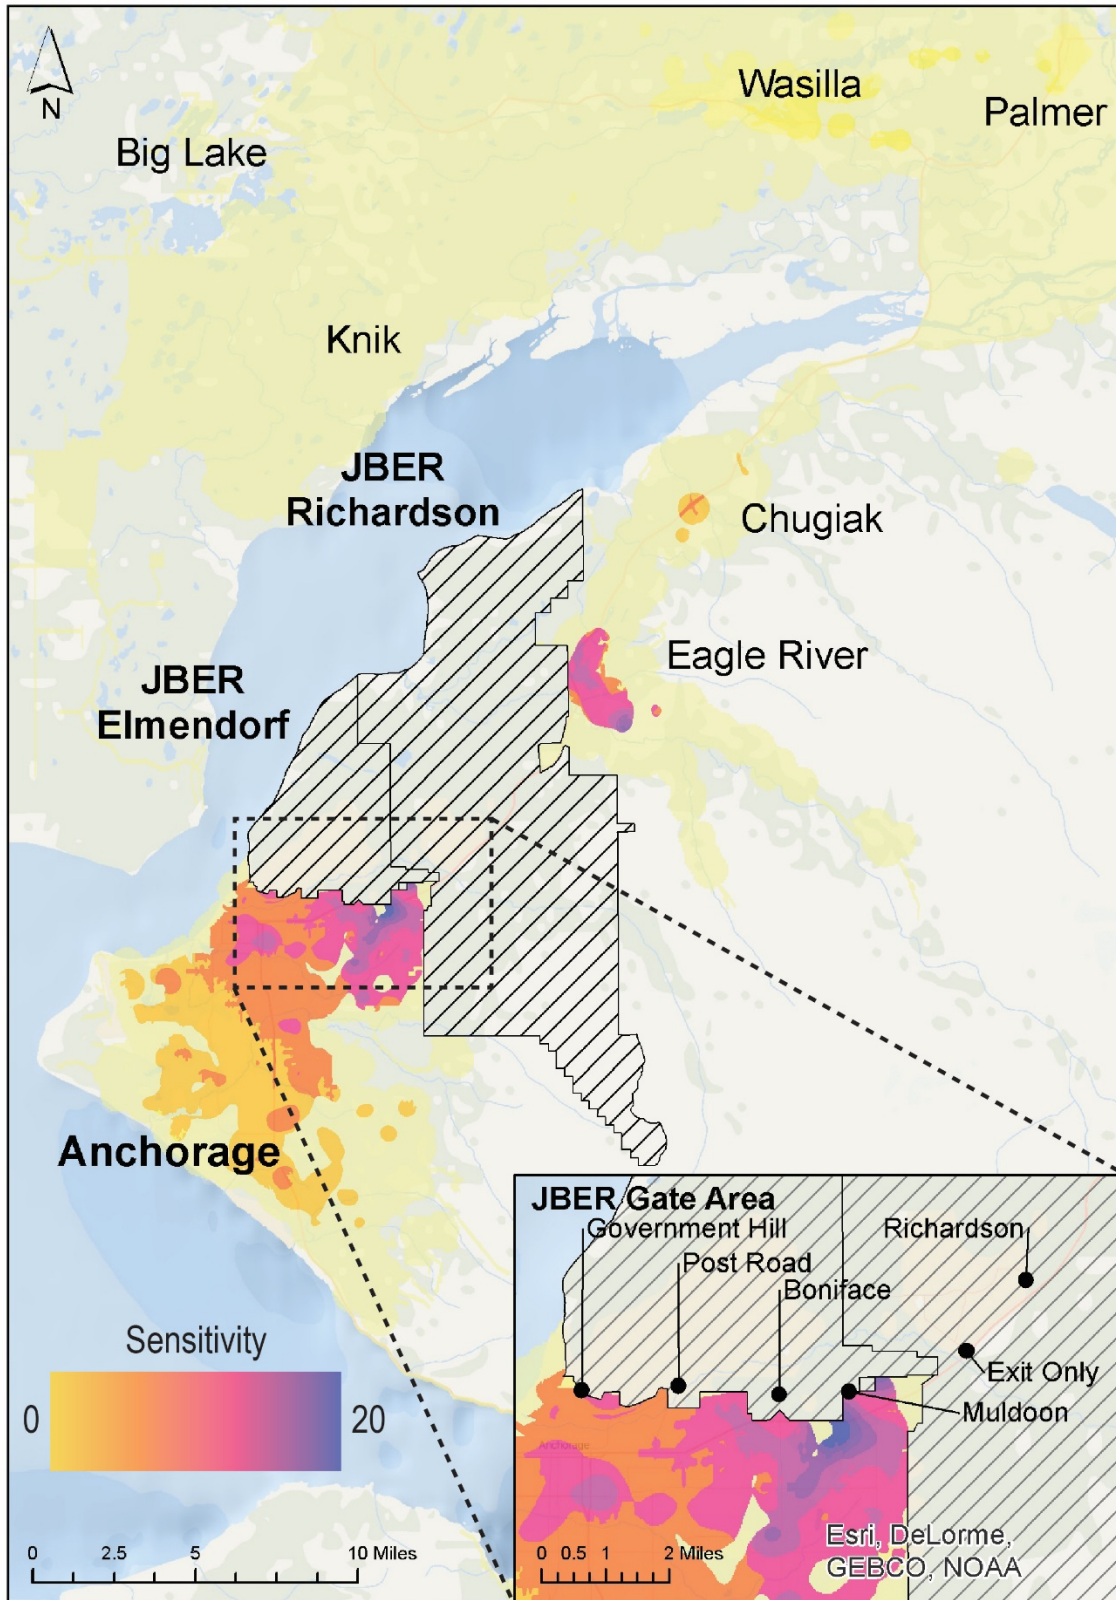 N
Wasilla
Palmer
Big Lake
Knik
JBER
Richardson
Chugiak
Eagle River
JBER
Elmendorf
Anchorage
Sensitivity
0
20
0
2.5
5
10 Miles
JBER Gate Area
Government Hill
Richardson
Post Road
Boniface
Exit Only
Muldoon
Anchorage
Esri, DeLorme,
GEBCO, NOAA
0 0.5 1 2 Miles